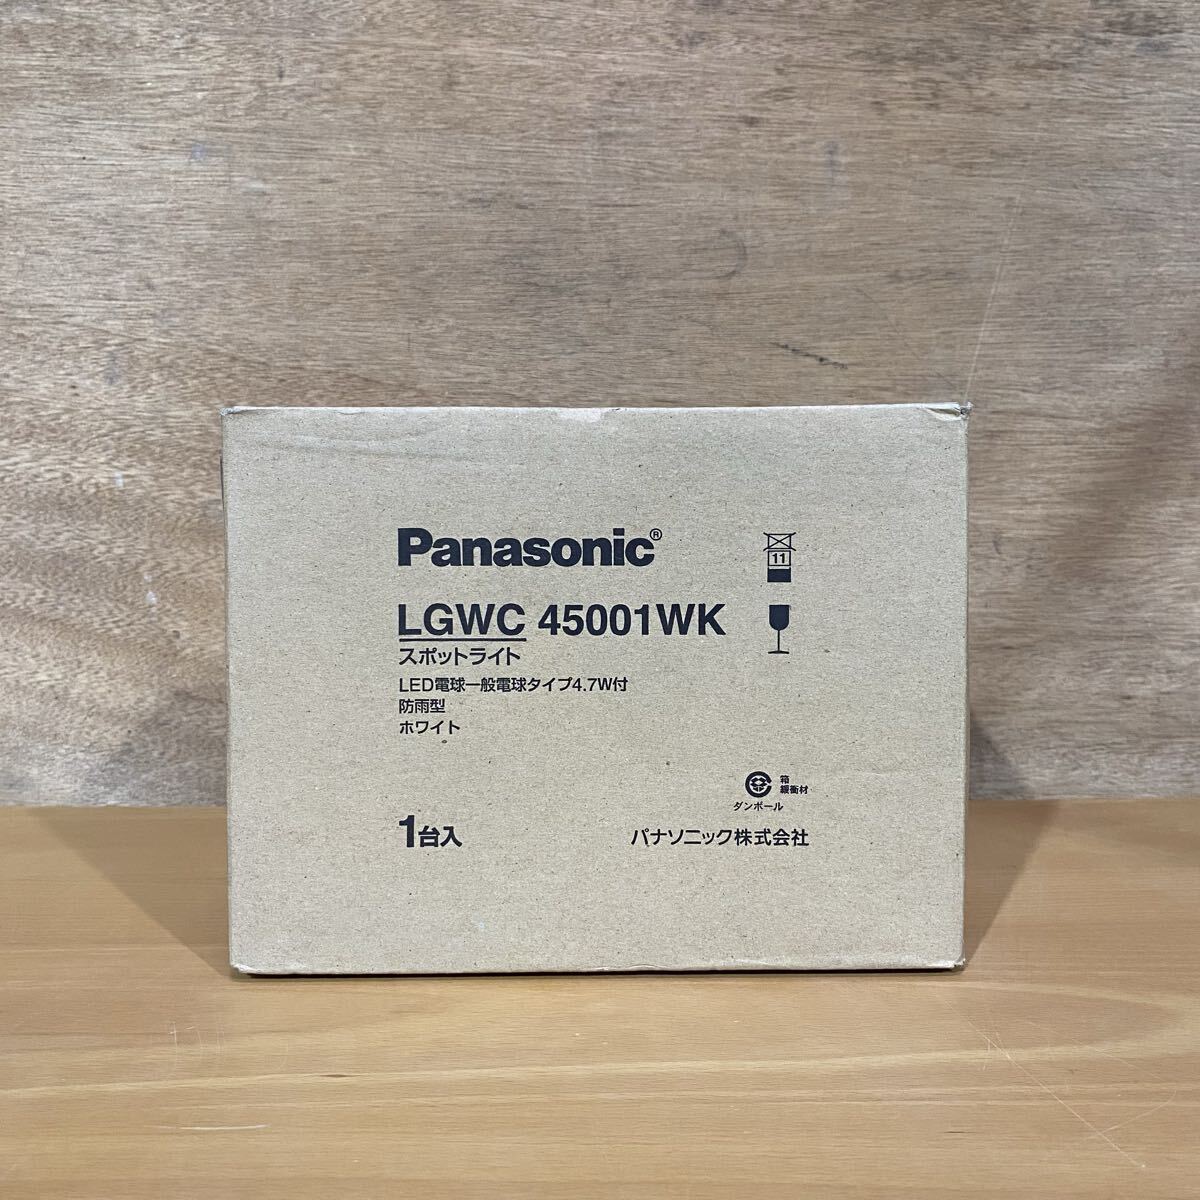 Panasonic®
11
LGWC 45001WK
スポットライト
LED電球一般電球タイプ4.7W付
防雨型
ホワイト
箱
緩衝材
ダンボール
1台入
パナソニック株式会社